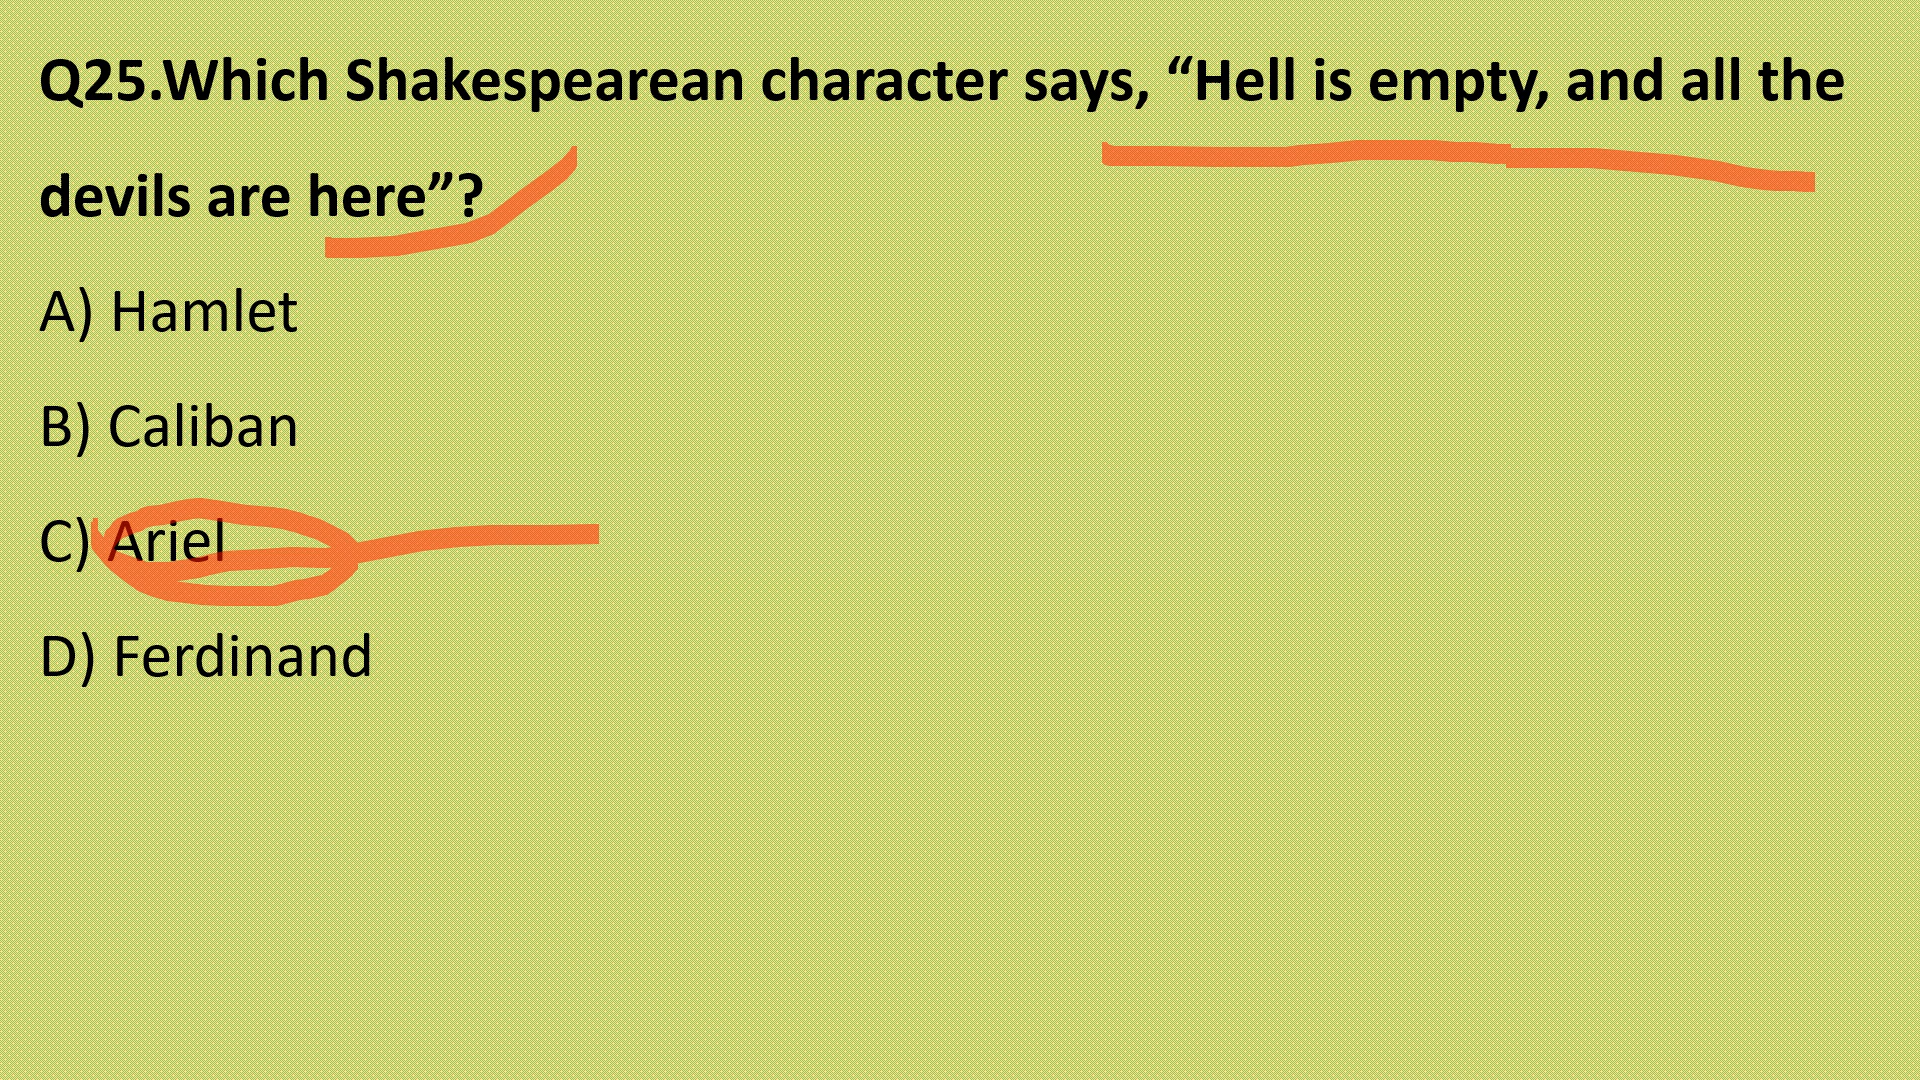 Q25.Which Shakespearean character says, “Hell is empty, and all the
devils are here”?
A) Hamlet
B) Caliban
C) Ariel
D) Ferdinand